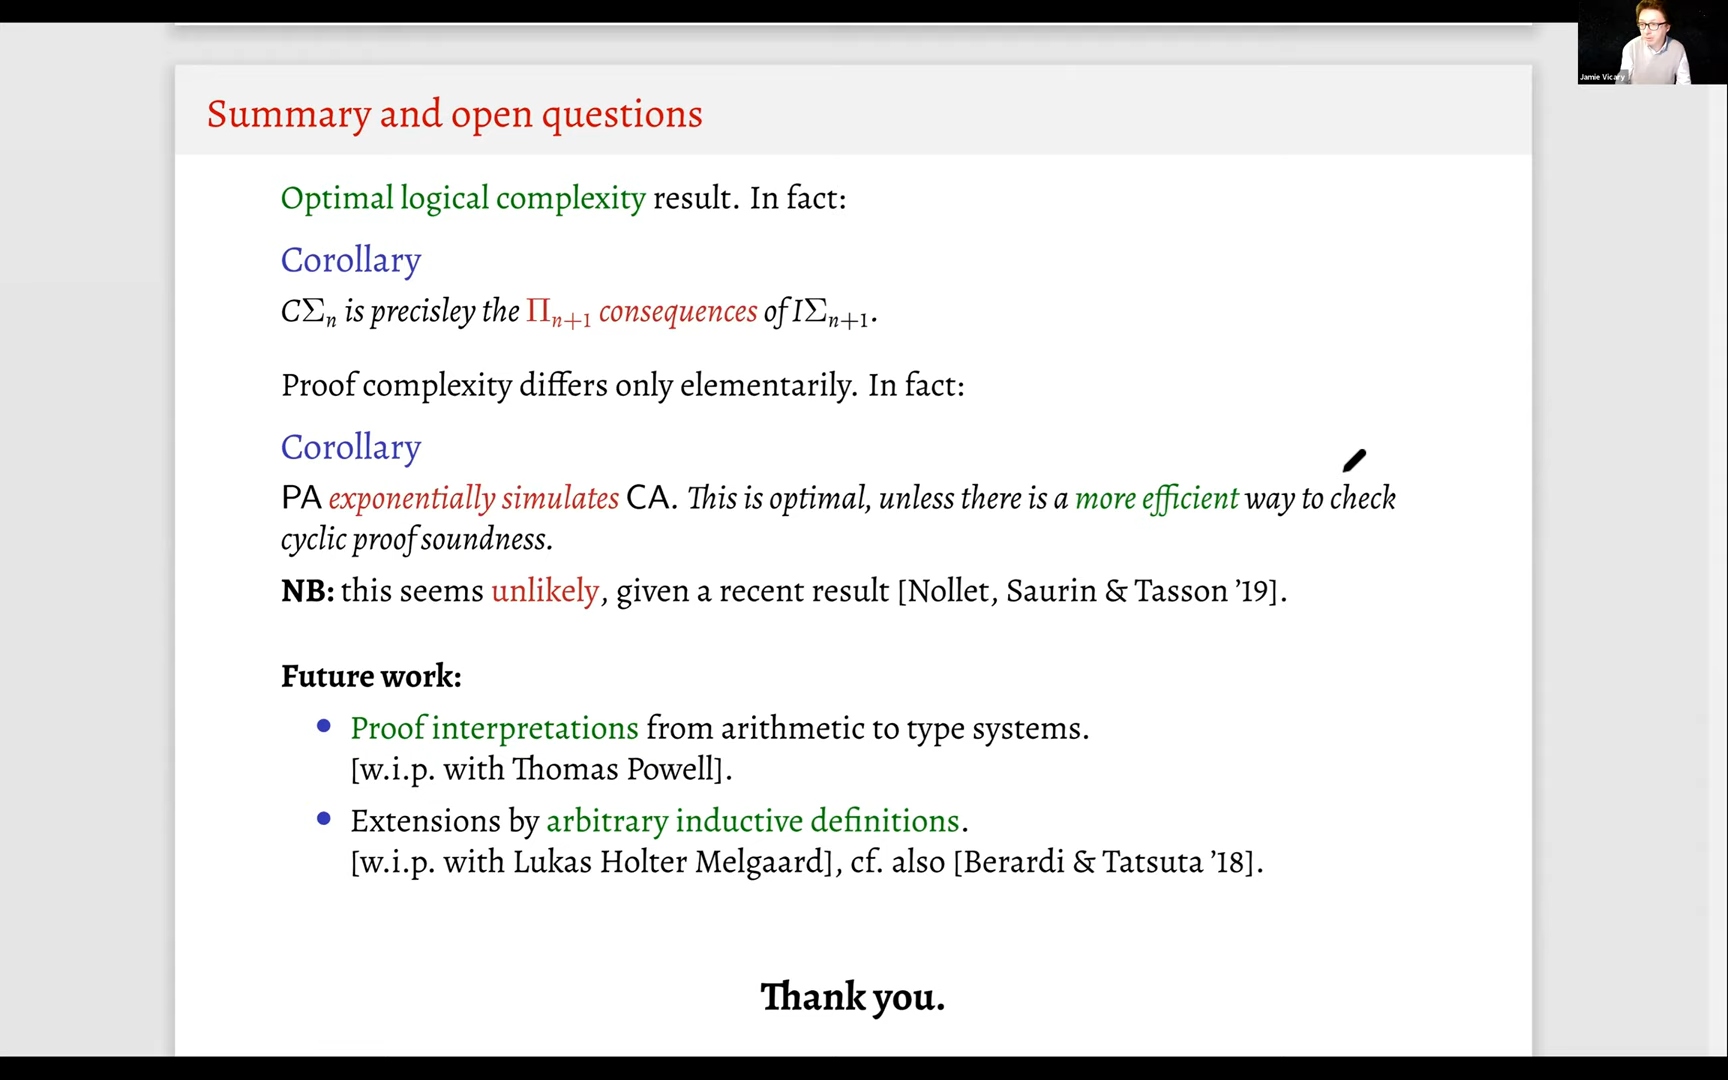 Jamie Vicary
Summary and open questions
Optimal logical complexity result. In fact:
Corollary
CΣn is precisley the Πn+1 consequences of IΣn+1.
Proof complexity differs only elementarily. In fact:
Corollary
PA exponentially simulates CA. This is optimal, unless there is a more efficient way to check
cyclic proof soundness.
NB: this seems unlikely, given a recent result [Nollet, Saurin & Tasson ’19].
Future work:
• Proof interpretations from arithmetic to type systems.
[w.i.p. with Thomas Powell].
• Extensions by arbitrary inductive definitions.
[w.i.p. with Lukas Holter Melgaard], cf. also [Berardi & Tatsuta ’18].
Thank you.